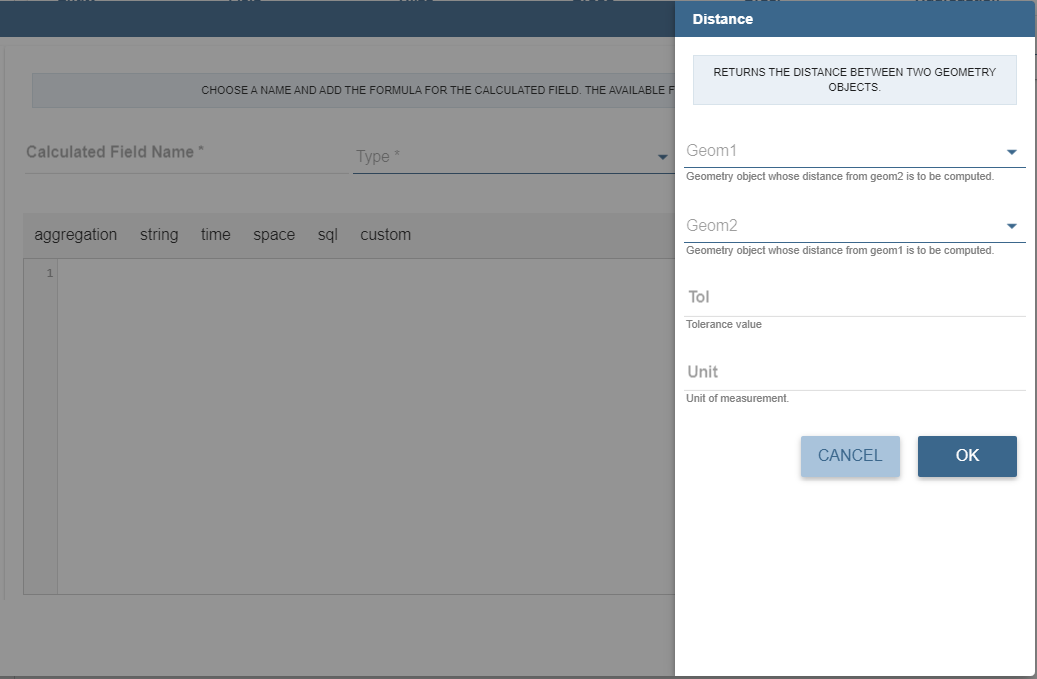 Distance
CHOOSE A NAME AND ADD THE FORMULA FOR THE CALCULATED FIELD. THE AVAILABLE
Calculated Field Name *
Type *
aggregation string time space sql custom
1
RETURNS THE DISTANCE BETWEEN TWO GEOMETRY
OBJECTS.
Geom1
Geometry object whose distance from geom2 is to be computed.
Geom2
Geometry object whose distance from geom1 is to be computed.
Tol
Tolerance value
Unit
Unit of measurement.
CANCEL OK